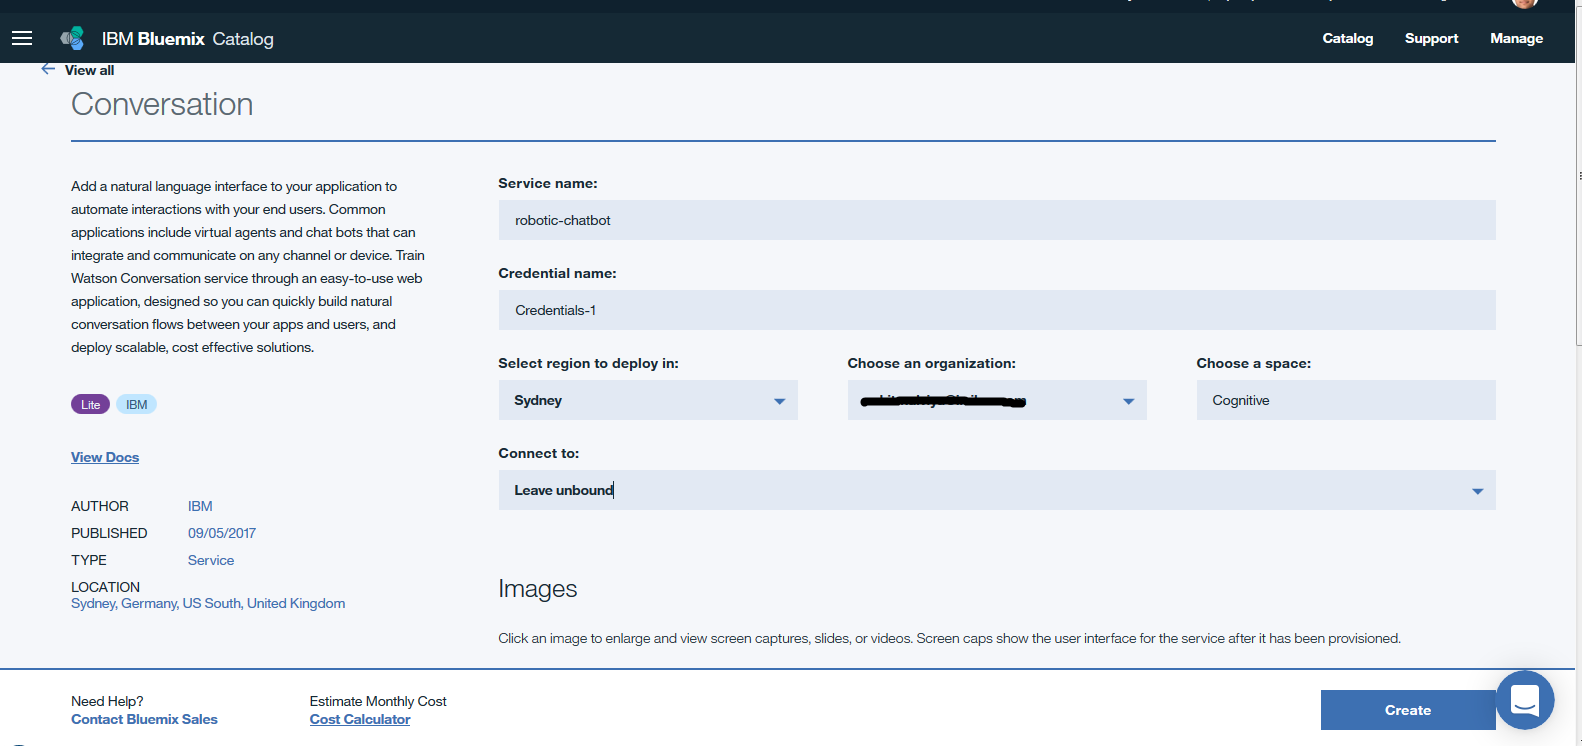 IBM Bluemix Catalog
Catalog Support Manage
View all
Conversation
Add a natural language interface to your application to
automate interactions with your end users. Common
applications include virtual agents and chat bots that can
integrate and communicate on any channel or device. Train
Watson Conversation service through an easy-to-use web
application, designed so you can quickly build natural
conversation flows between your apps and users, and
deploy scalable, cost effective solutions.
Lite IBM
View Docs
AUTHOR IBM
PUBLISHED 09/05/2017
TYPE Service
LOCATION
Sydney, Germany, US South, United Kingdom
Service name:
robotic-chatbot
Credential name:
Credentials-1
Select region to deploy in:
Sydney
Choose an organization:
Choose a space:
Cognitive
Connect to:
Leave unbound
Images
Click an image to enlarge and view screen captures, slides, or videos. Screen caps show the user interface for the service after it has been provisioned.
Need Help?
Contact Bluemix Sales
Estimate Monthly Cost
Cost Calculator
Create